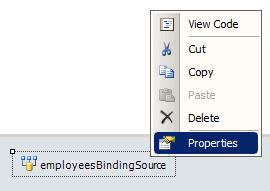 View Code
Cut
Copy
Paste
Delete
Properties
employeesBindingSource